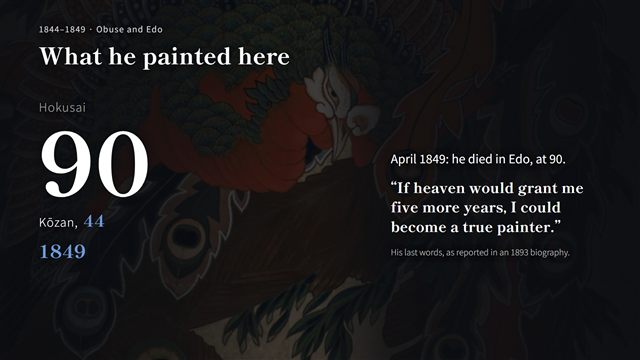 1844–1849 · Obuse and Edo
What he painted here
Hokusai
90
Kōzan, 44
1849
April 1849: he died in Edo, at 90.
“If heaven would grant me
five more years, I could
become a true painter.”
His last words, as reported in an 1893 biography.